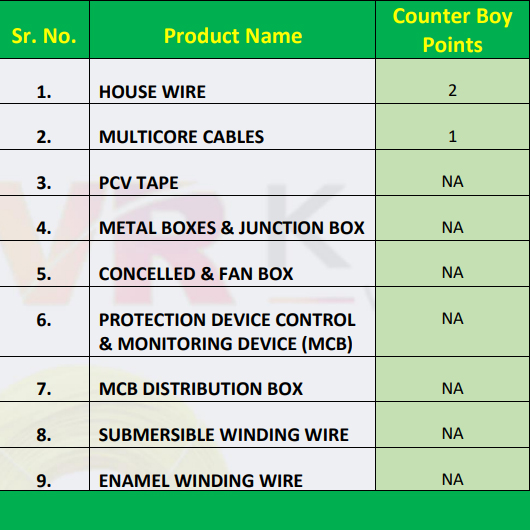 Sr. No. Product Name Counter Boy
Points
1. HOUSE WIRE 2
2. MULTICORE CABLES 1
3. PCV TAPE NA
4. METAL BOXES & JUNCTION BOX NA
5. CONCELLED & FAN BOX NA
6. PROTECTION DEVICE CONTROL NA
& MONITORING DEVICE (MCB)
7. MCB DISTRIBUTION BOX NA
8. SUBMERSIBLE WINDING WIRE NA
9. ENAMEL WINDING WIRE NA
VR K